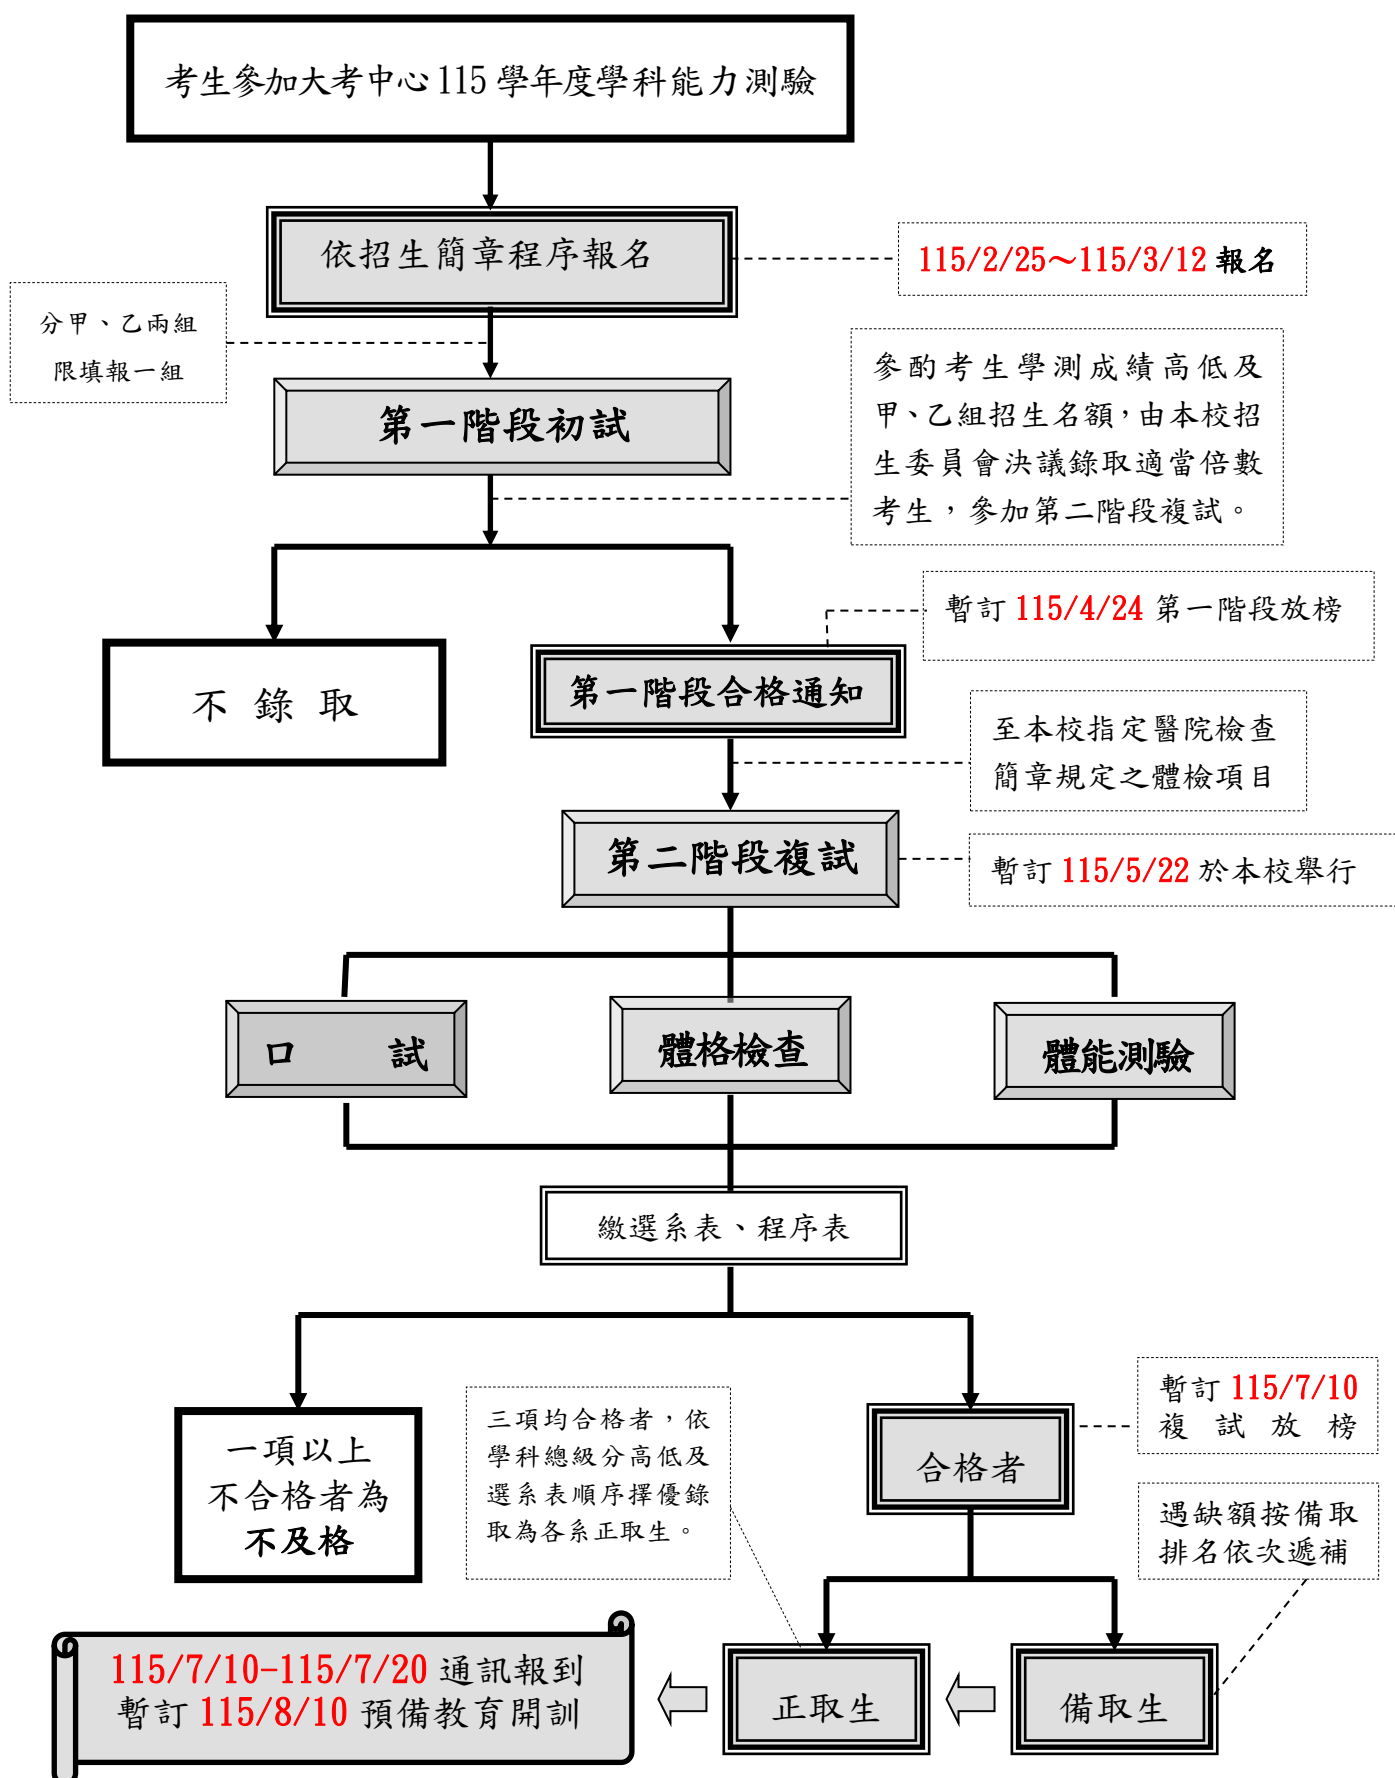 考生參加大考中心115學年度學科能力測驗
依招生簡章程序報名
115/2/25～115/3/12 報名
分甲、乙兩組
限填報一組
參酌考生學測成績高低及
甲、乙組招生名額，由本校招
生委員會決議錄取適當倍數
考生，參加第二階段複試。
第一階段初試
暫訂 115/4/24 第一階段放榜
不 錄 取
第一階段合格通知
至本校指定醫院檢查
簡章規定之體檢項目
第二階段複試
暫訂 115/5/22 於本校舉行
口 試
體格檢查
體能測驗
繳選系表、程序表
暫訂 115/7/10
複 試 放 榜
三項均合格者，依
學科總級分高低及
選系表順序擇優錄
取為各系正取生。
一項以上
不合格者為
不及格
合格者
遇缺額按備取
排名依次遞補
115/7/10-115/7/20 通訊報到
暫訂 115/8/10 預備教育開訓
正取生
備取生